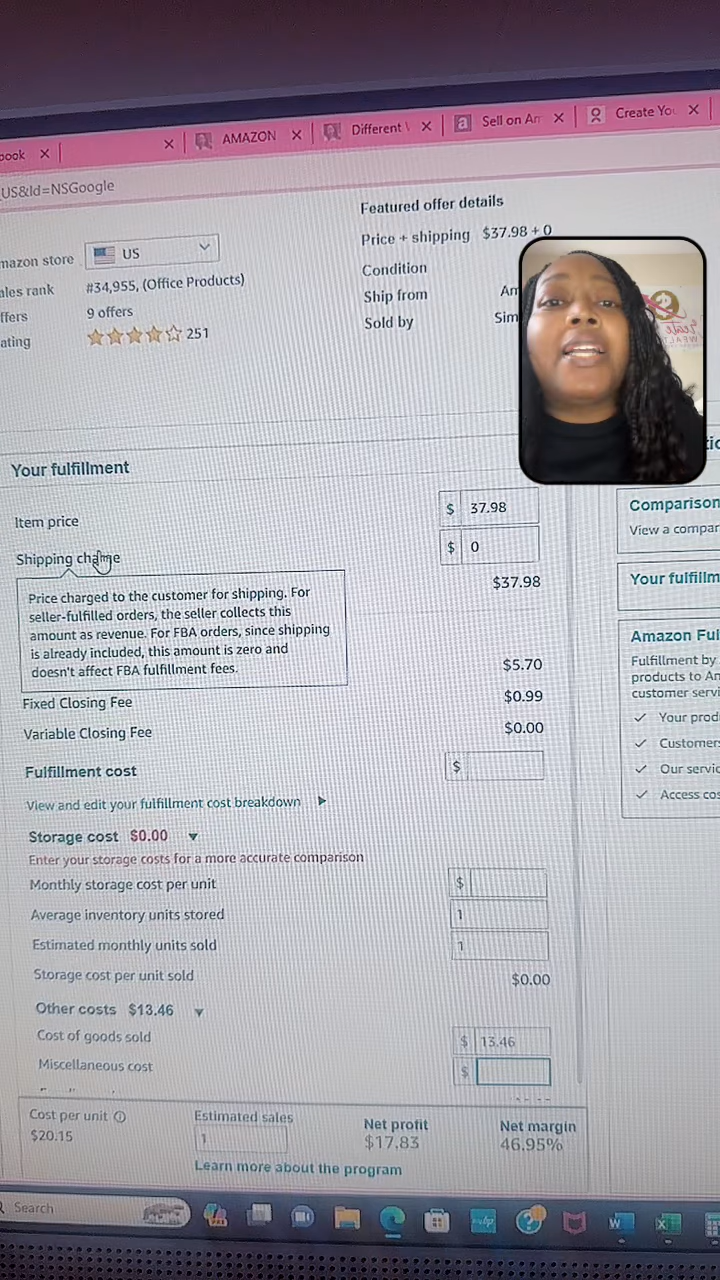 AMAZON
Different
Sell on Am
Create You
US&ld=NSGoogle
Featured offer details
Price + shipping $37.98 + 0
mazon store US
Condition
ales rank #34,955, (Office Products)
Ship from Am
ffers 9 offers
Sold by Sim
ating 251
Your fulfillment
Item price $ 37.98
Shipping charge $ 0
$37.98
Price charged to the customer for shipping. For
seller-fulfilled orders, the seller collects this
amount as revenue. For FBA orders, since shipping
is already included, this amount is zero and
doesn't affect FBA fulfillment fees.
$5.70
Fixed Closing Fee $0.99
Variable Closing Fee $0.00
Fulfillment cost $
View and edit your fulfillment cost breakdown
Storage cost $0.00
Enter your storage costs for a more accurate comparison
Monthly storage cost per unit $
Average inventory units stored 1
Estimated monthly units sold 1
Storage cost per unit sold $0.00
Other costs $13.46
Cost of goods sold $ 13.46
Miscellaneous cost $
Cost per unit
$20.15
Estimated sales
1
Net profit
$17.83
Net margin
46.95%
Learn more about the program
Comparison
View a compar
Your fulfillm
Amazon Ful
Fulfillment by
products to Am
customer servi
Your prod
Customer
Our servic
Access cos
Search